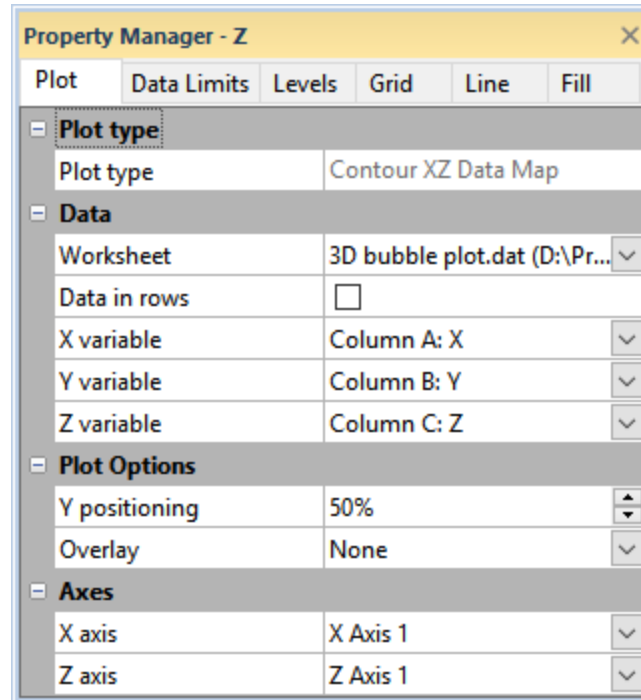 Property Manager - Z
Plot Data Limits Levels Grid Line Fill
Plot type
Plot type Contour XZ Data Map
Data
Worksheet 3D bubble plot.dat (D:\Pr...
Data in rows
X variable Column A: X
Y variable Column B: Y
Z variable Column C: Z
Plot Options
Y positioning 50%
Overlay None
Axes
X axis X Axis 1
Z axis Z Axis 1